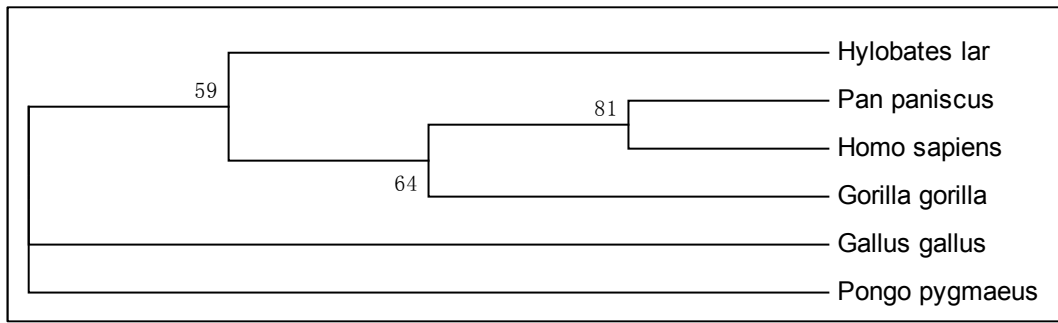 Hylobates lar
59
Pan paniscus
81
Homo sapiens
64
Gorilla gorilla
Gallus gallus
Pongo pygmaeus